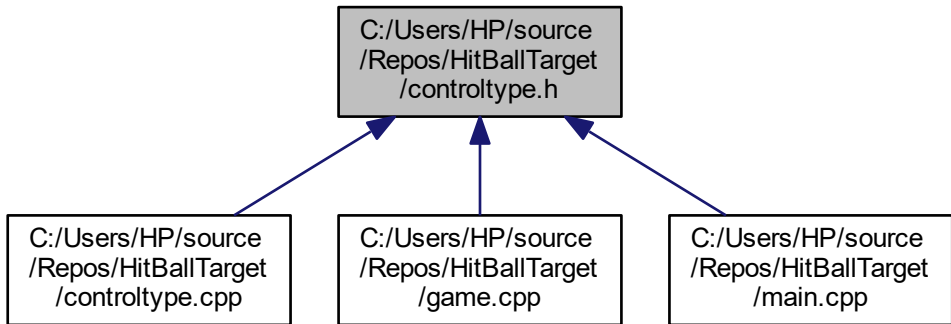 C:/Users/HP/source
/Repos/HitBallTarget
/controltype.h
C:/Users/HP/source
/Repos/HitBallTarget
/controltype.cpp
C:/Users/HP/source
/Repos/HitBallTarget
/game.cpp
C:/Users/HP/source
/Repos/HitBallTarget
/main.cpp